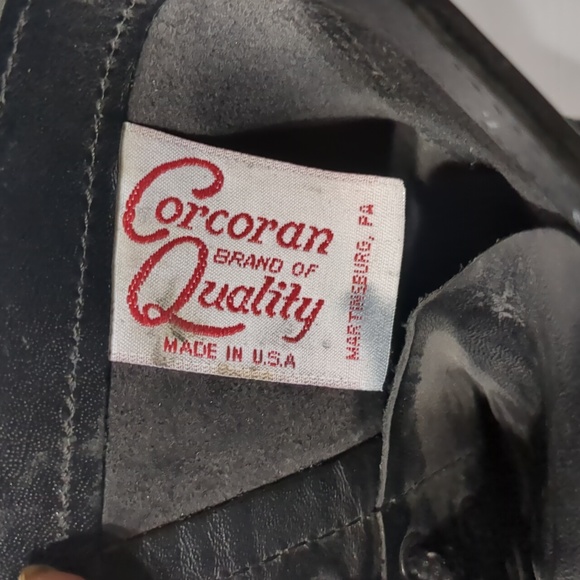 Corcoran
BRAND OF
Quality
MADE IN U.S.A
MARTINSBURG, PA